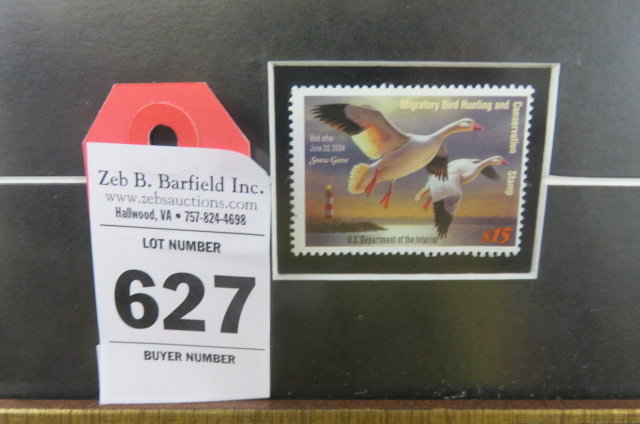 Zeb B. Barfield Inc.
www.zebsauctions.com
Hallwood, VA • 757-824-4698
LOT NUMBER
627
BUYER NUMBER
Migratory Bird Hunting and
Conservation Stamp
Void after
June 30, 2004
Snow Geese
U.S. Department of the Interior
$15